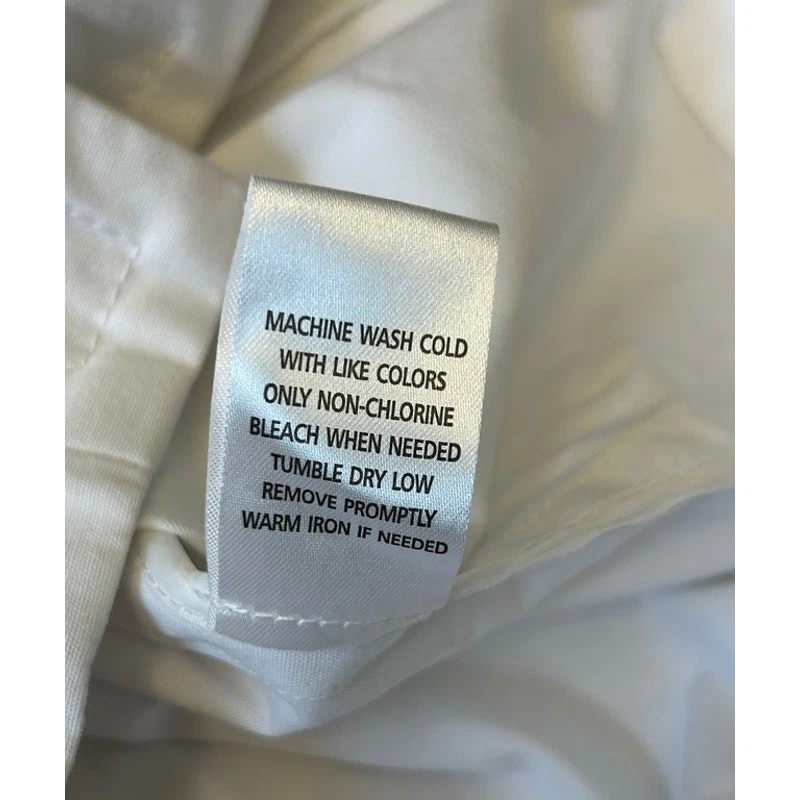 MACHINE WASH COLD
WITH LIKE COLORS
ONLY NON-CHLORINE
BLEACH WHEN NEEDED
TUMBLE DRY LOW
REMOVE PROMPTLY
WARM IRON IF NEEDED